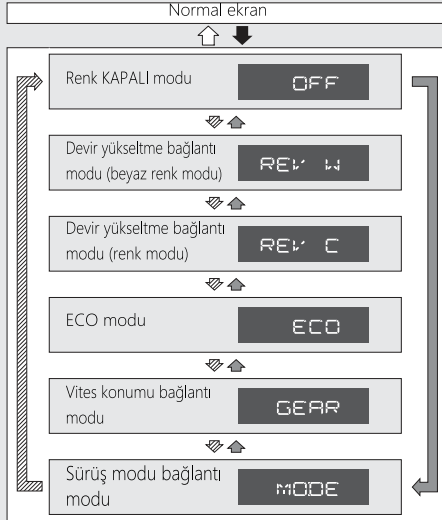 Normal ekran
Renk KAPALI modu
OFF
Devir yükseltme bağlantı
modu (beyaz renk modu)
REV W
Devir yükseltme bağlantı
modu (renk modu)
REV C
ECO modu
ECO
Vites konumu bağlantı
modu
GEAR
Sürüş modu bağlantı
modu
MODE